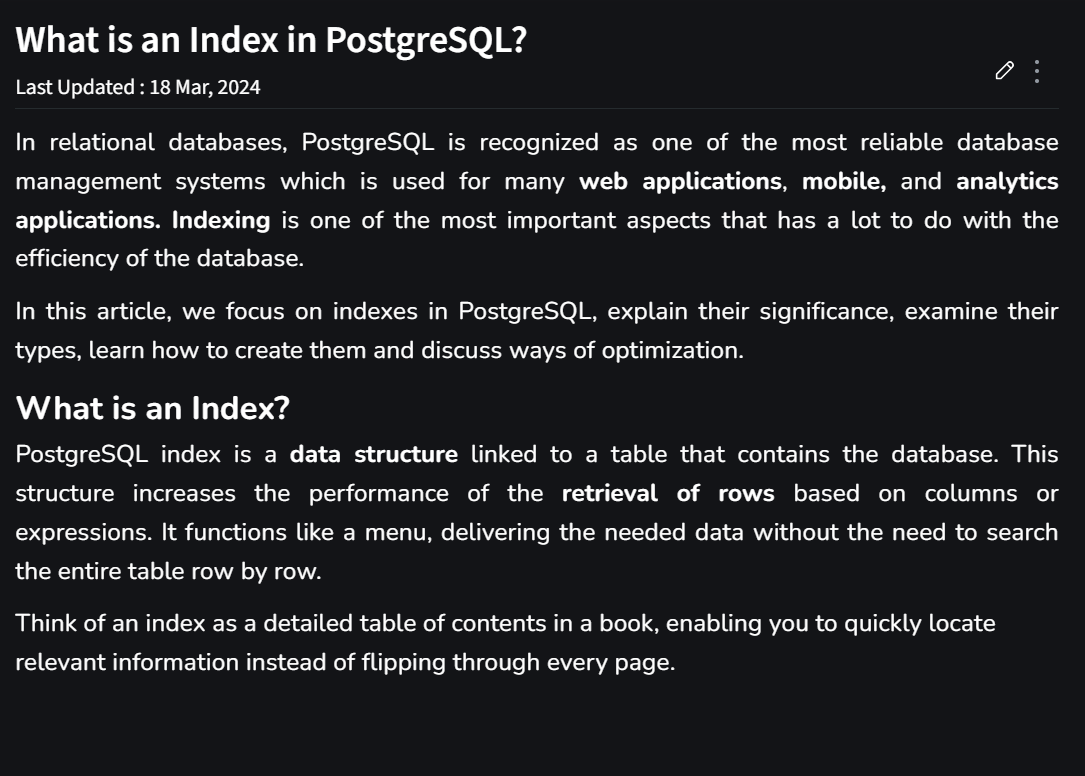 What is an Index in PostgreSQL?
Last Updated : 18 Mar, 2024
In relational databases, PostgreSQL is recognized as one of the most reliable database
management systems which is used for many web applications, mobile, and analytics
applications. Indexing is one of the most important aspects that has a lot to do with the
efficiency of the database.
In this article, we focus on indexes in PostgreSQL, explain their significance, examine their
types, learn how to create them and discuss ways of optimization.
What is an Index?
PostgreSQL index is a data structure linked to a table that contains the database. This
structure increases the performance of the retrieval of rows based on columns or
expressions. It functions like a menu, delivering the needed data without the need to search
the entire table row by row.
Think of an index as a detailed table of contents in a book, enabling you to quickly locate
relevant information instead of flipping through every page.